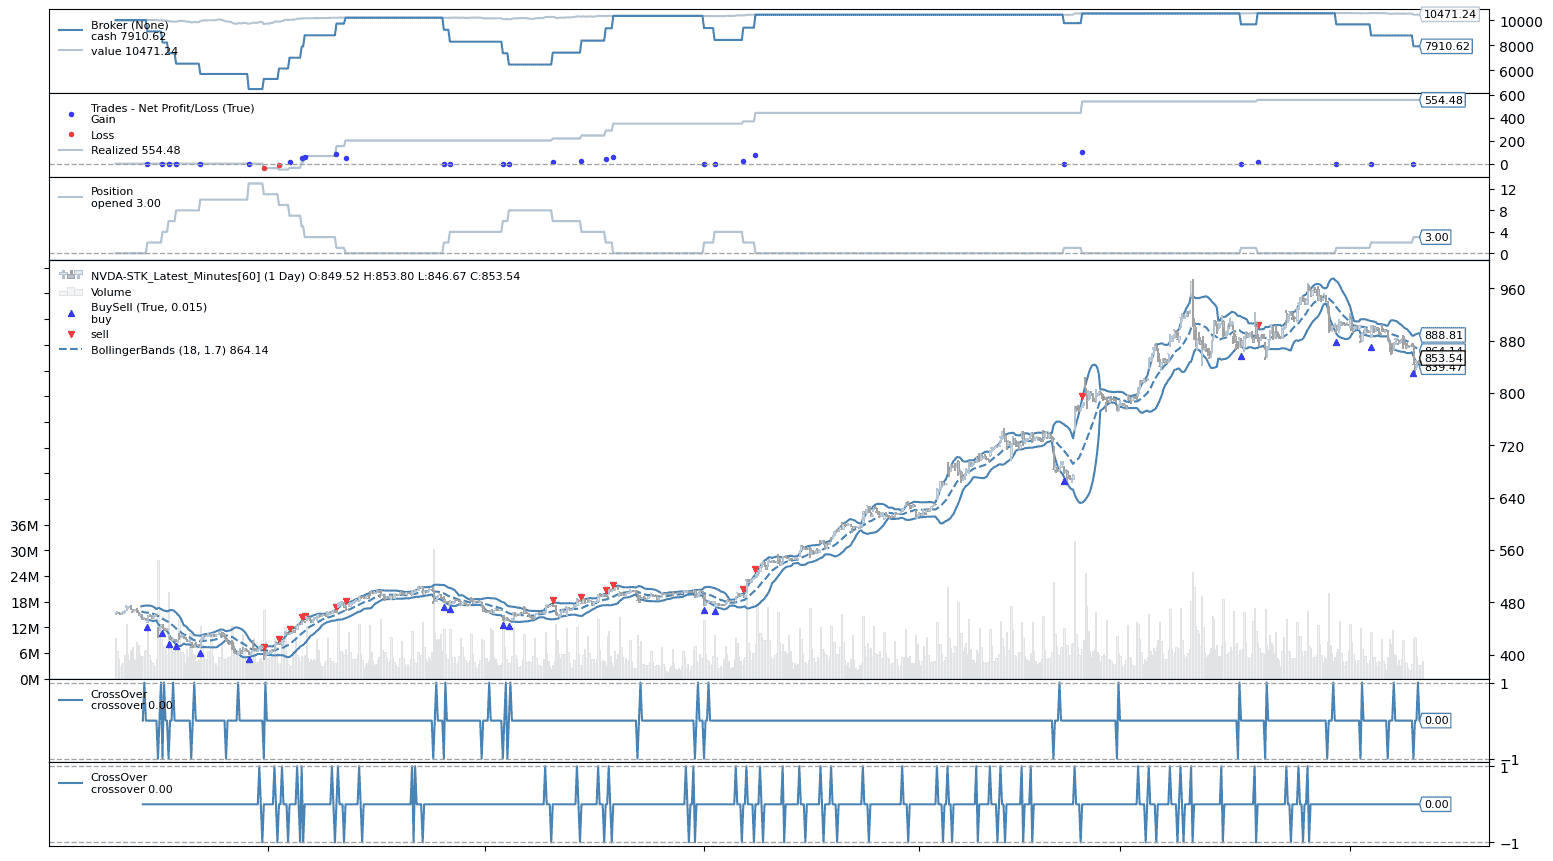 Broker (None)
cash 7910.62
value 10471.24
10471.24
10000
8000
7910.62
6000
Trades - Net Profit/Loss (True)
Gain
Loss
Realized 554.48
600
554.48
400
200
0
Position
opened 3.00
12
8
4
3.00
0
NVDA-STK_Latest_Minutes[60] (1 Day) O:849.52 H:853.80 L:846.67 C:853.54
Volume
BuySell (True, 0.015)
buy
sell
BollingerBands (18, 1.7) 864.14
960
888.81
880
864.14
853.54
839.47
800
720
640
560
480
400
36M
30M
24M
18M
12M
6M
0M
CrossOver
crossover 0.00
1
0.00
−1
CrossOver
crossover 0.00
1
0.00
−1